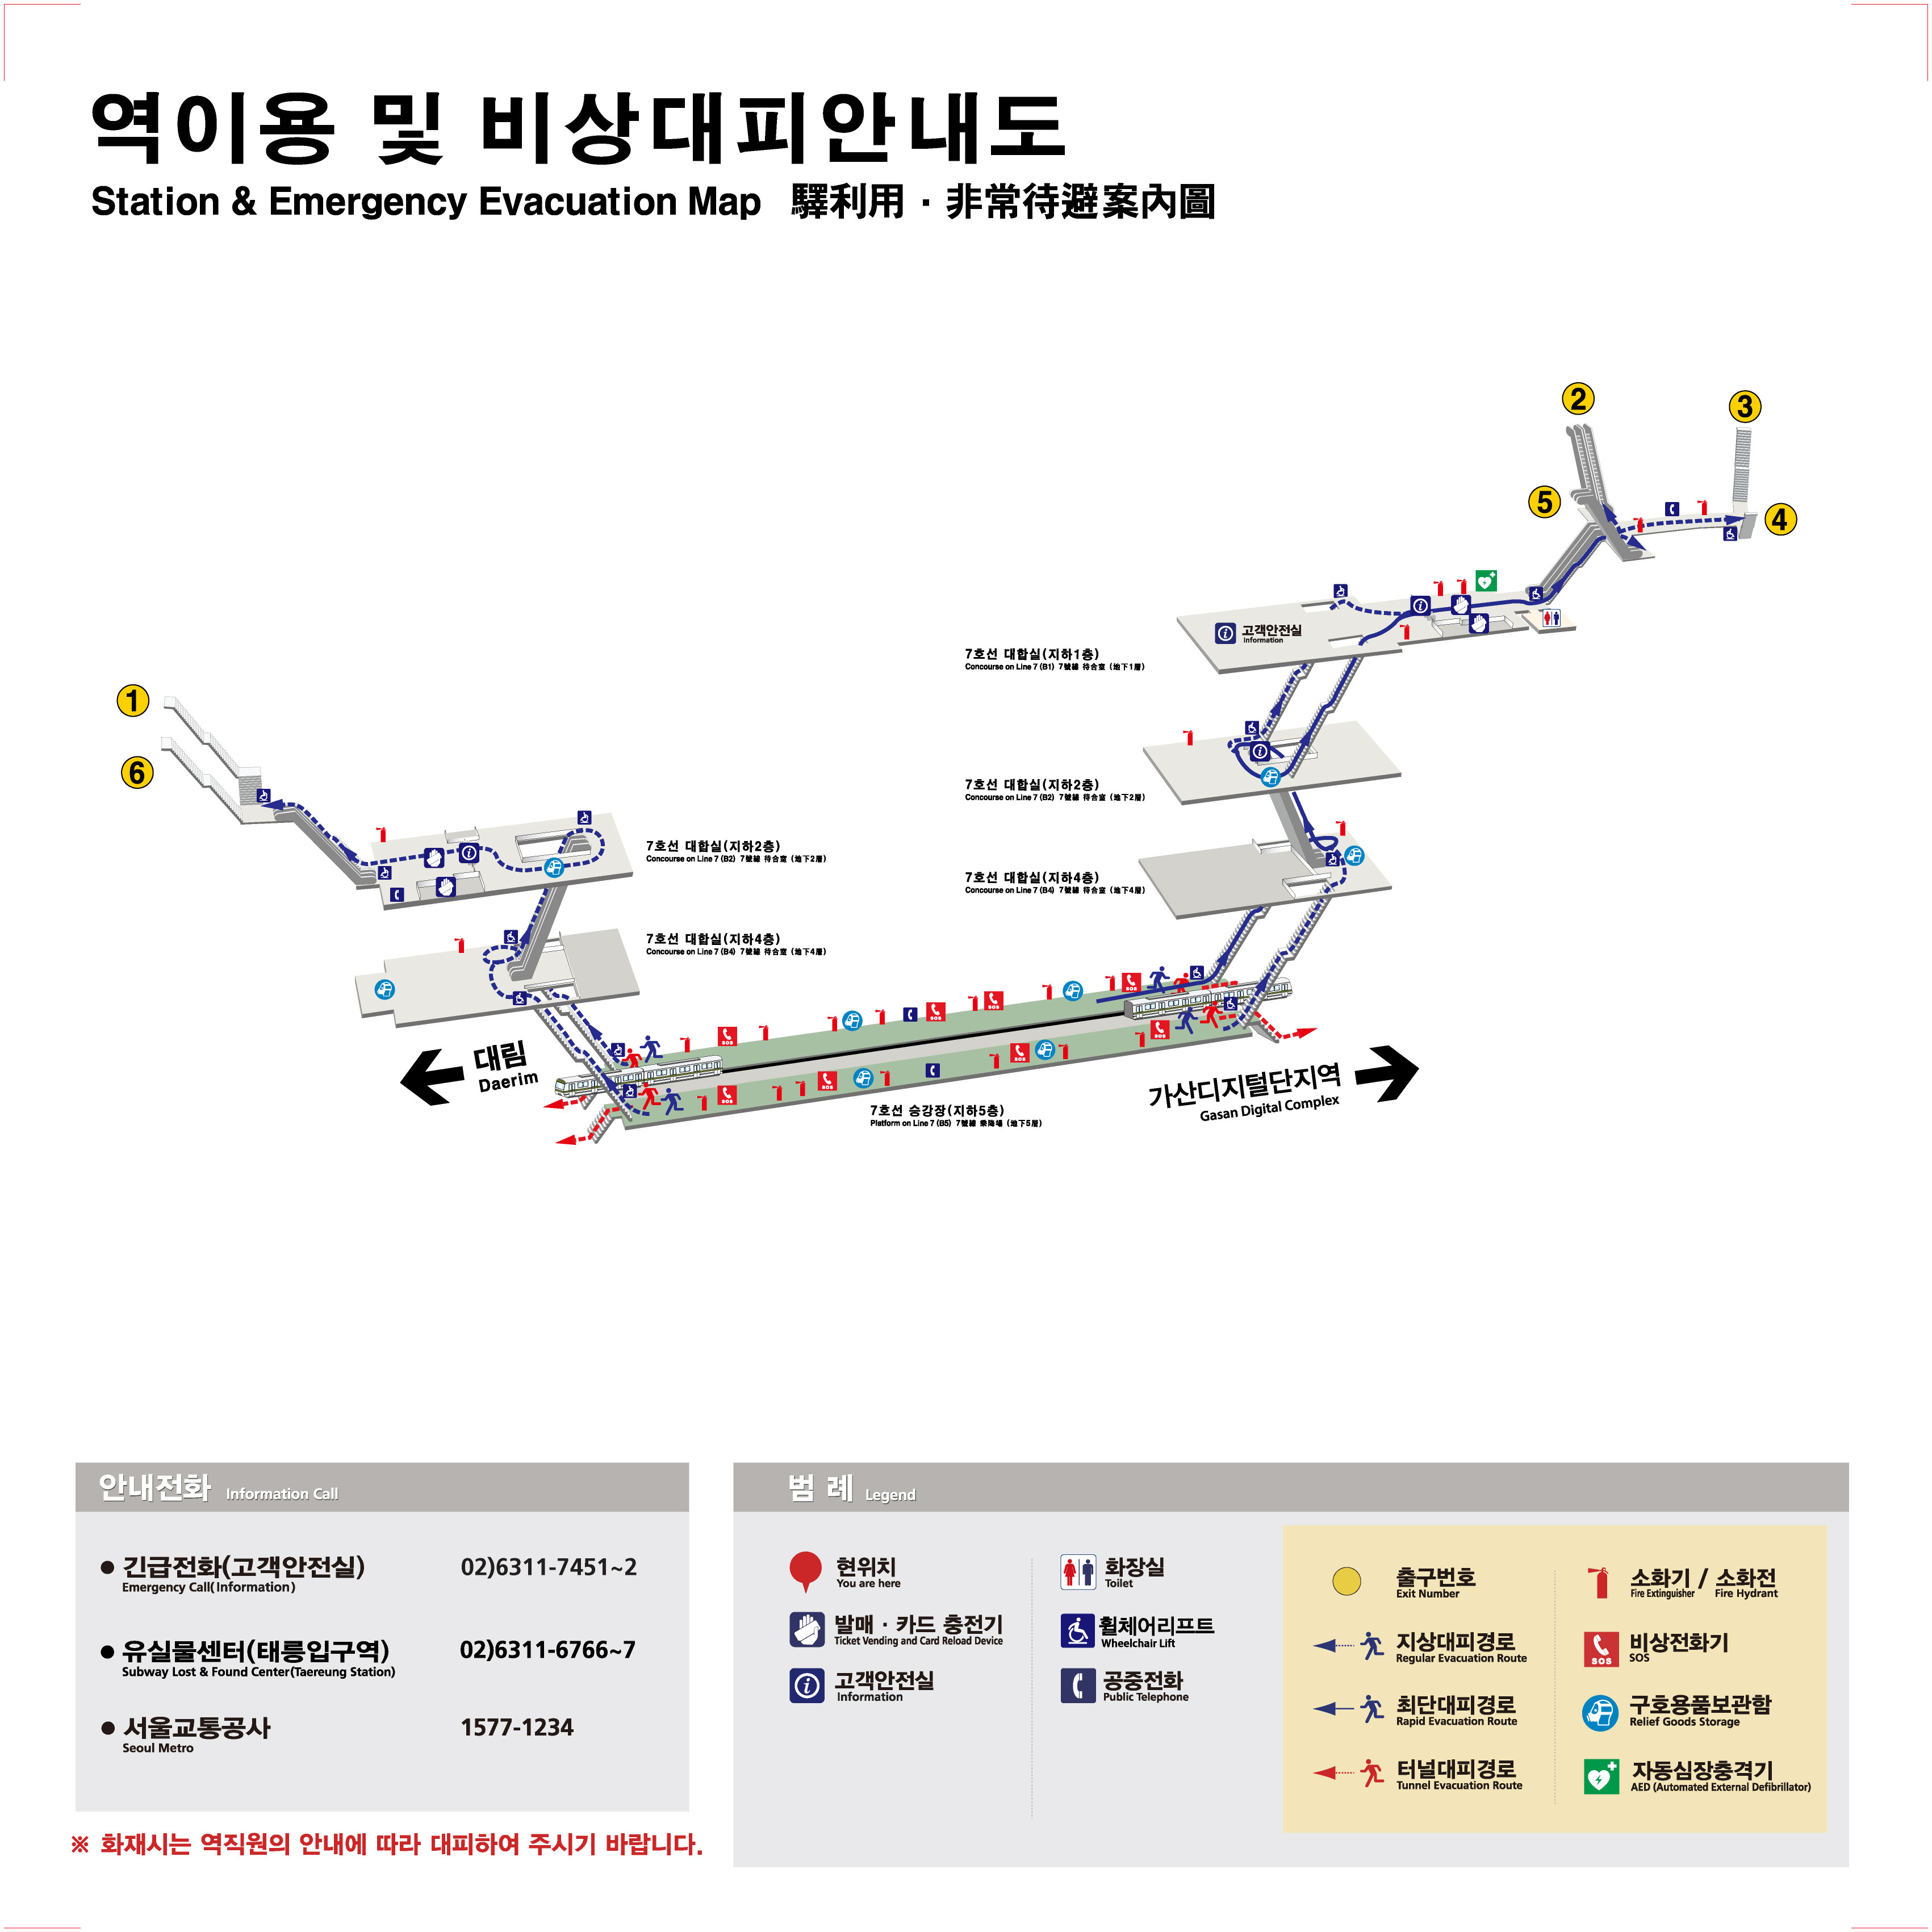 역이용 및 비상대피안내도
Station & Emergency Evacuation Map 驛利用 · 非常待避案內圖
2
3
5
4
고객안전실
Information
7호선 대합실(지하1층)
Concourse on Line 7 (B1) 7號線 待合室 (地下1層)
1
6
7호선 대합실(지하2층)
Concourse on Line 7 (B2) 7號線 待合室 (地下2層)
7호선 대합실(지하2층)
Concourse on Line 7 (B2) 7號線 待合室 (地下2層)
7호선 대합실(지하4층)
Concourse on Line 7 (B4) 7號線 待合室 (地下4層)
7호선 대합실(지하4층)
Concourse on Line 7 (B4) 7號線 待合室 (地下4層)
SOS
SOS
SOS
SOS
SOS
SOS
SOS
SOS
대림
Daerim
가산디지털단지역
Gasan Digital Complex
7호선 승강장(지하5층)
Platform on Line 7 (B5) 7號線 乘降場 (地下5層)
안내전화 Information Call
긴급전화(고객안전실) 02)6311-7451~2
Emergency Call(Information)
유실물센터(태릉입구역) 02)6311-6766~7
Subway Lost & Found Center(Taereung Station)
서울교통공사 1577-1234
Seoul Metro
※ 화재시는 역직원의 안내에 따라 대피하여 주시기 바랍니다.
범 례 Legend
현위치
You are here
발매 · 카드 충전기
Ticket Vending and Card Reload Device
고객안전실
Information
화장실
Toilet
휠체어리프트
Wheelchair Lift
공중전화
Public Telephone
출구번호
Exit Number
지상대피경로
Regular Evacuation Route
최단대피경로
Rapid Evacuation Route
터널대피경로
Tunnel Evacuation Route
소화기 / 소화전
Fire Extinguisher Fire Hydrant
SOS
비상전화기
SOS
구호용품보관함
Relief Goods Storage
자동심장충격기
AED (Automated External Defibrillator)